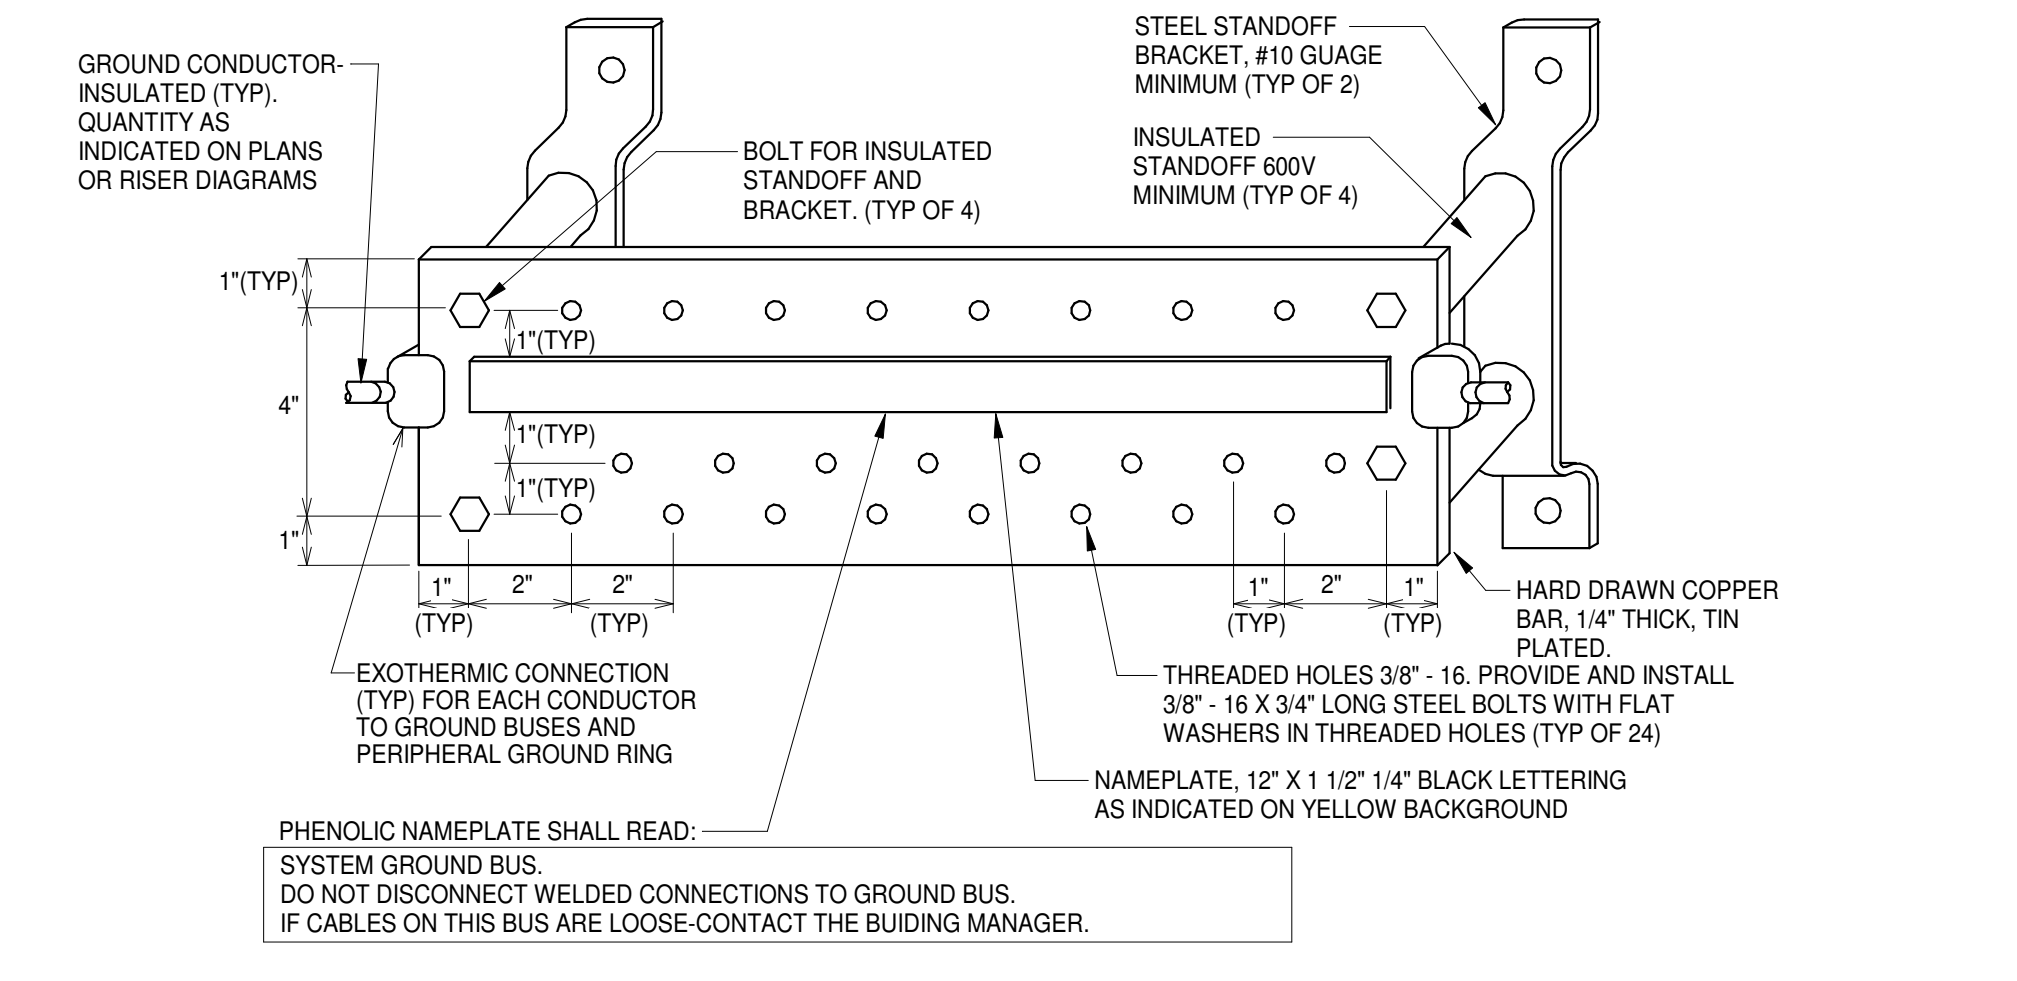 GROUND CONDUCTOR-
INSULATED (TYP).
QUANTITY AS
INDICATED ON PLANS
OR RISER DIAGRAMS
BOLT FOR INSULATED
STANDOFF AND
BRACKET. (TYP OF 4)
STEEL STANDOFF
BRACKET, #10 GUAGE
MINIMUM (TYP OF 2)
INSULATED
STANDOFF 600V
MINIMUM (TYP OF 4)
1"(TYP)
4"
1"
1"(TYP)
1"(TYP)
1"(TYP)
1"
(TYP)
2"
2"
(TYP)
1"
(TYP)
2"
1"
(TYP)
HARD DRAWN COPPER
BAR, 1/4" THICK, TIN
PLATED.
EXOTHERMIC CONNECTION
(TYP) FOR EACH CONDUCTOR
TO GROUND BUSES AND
PERIPHERAL GROUND RING
THREADED HOLES 3/8" - 16. PROVIDE AND INSTALL
3/8" - 16 X 3/4" LONG STEEL BOLTS WITH FLAT
WASHERS IN THREADED HOLES (TYP OF 24)
NAMEPLATE, 12" X 1 1/2" 1/4" BLACK LETTERING
AS INDICATED ON YELLOW BACKGROUND
PHENOLIC NAMEPLATE SHALL READ:
SYSTEM GROUND BUS.
DO NOT DISCONNECT WELDED CONNECTIONS TO GROUND BUS.
IF CABLES ON THIS BUS ARE LOOSE-CONTACT THE BUIDING MANAGER.